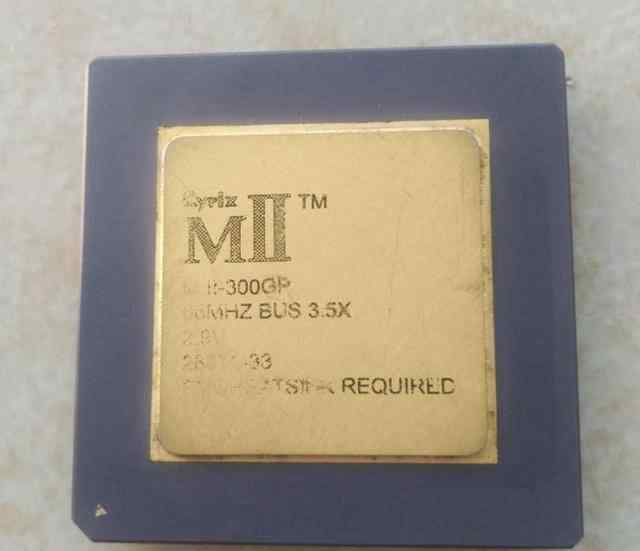 Cyrix
MII™
MII-300GP
66MHZ BUS 3.5X
2.9V
REQUIRED